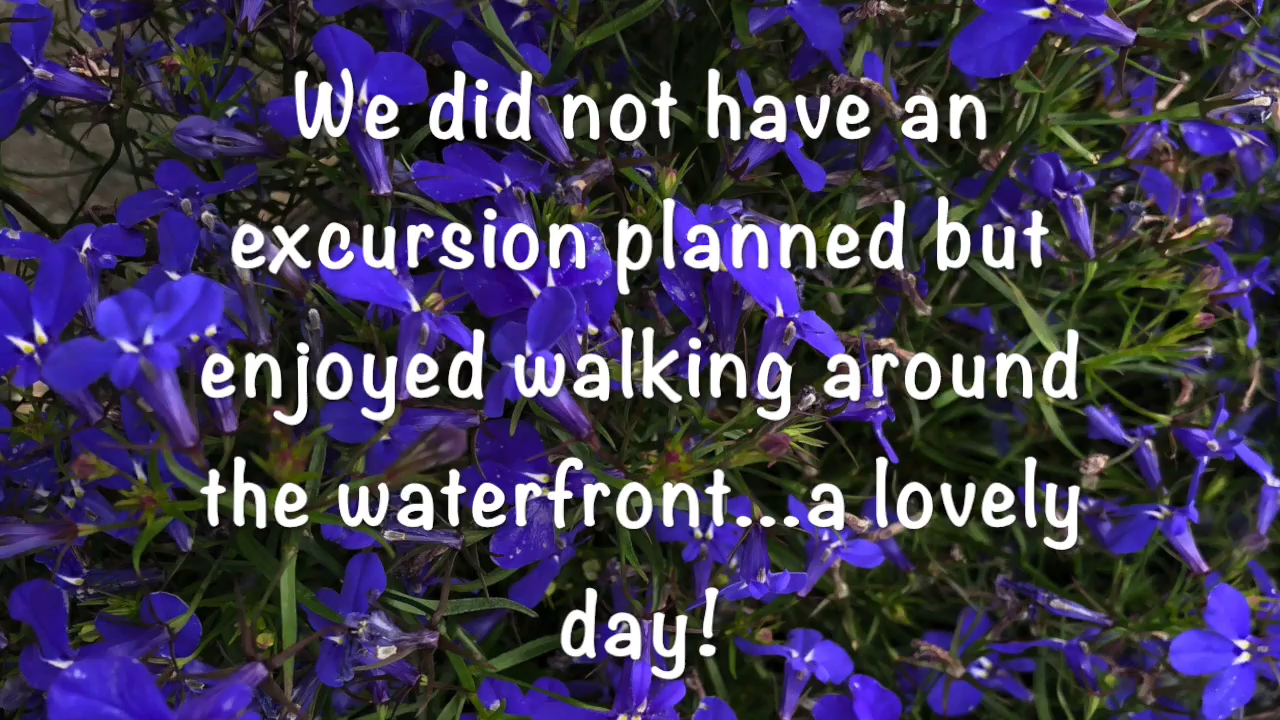 We did not have an
excursion planned but
enjoyed walking around
the waterfront...a lovely
day!